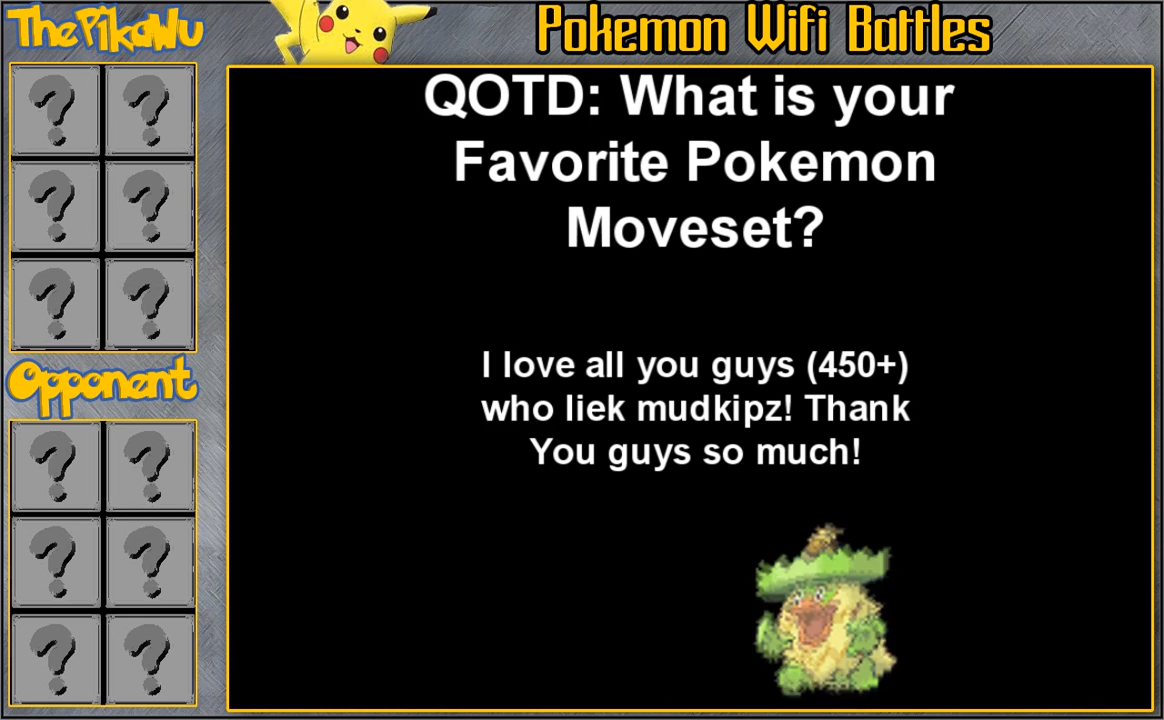 ThePikaWu
Pokemon Wifi Battles
QOTD: What is your
Favorite Pokemon
Moveset?
I love all you guys (450+)
who liek mudkipz! Thank
You guys so much!
Opponent